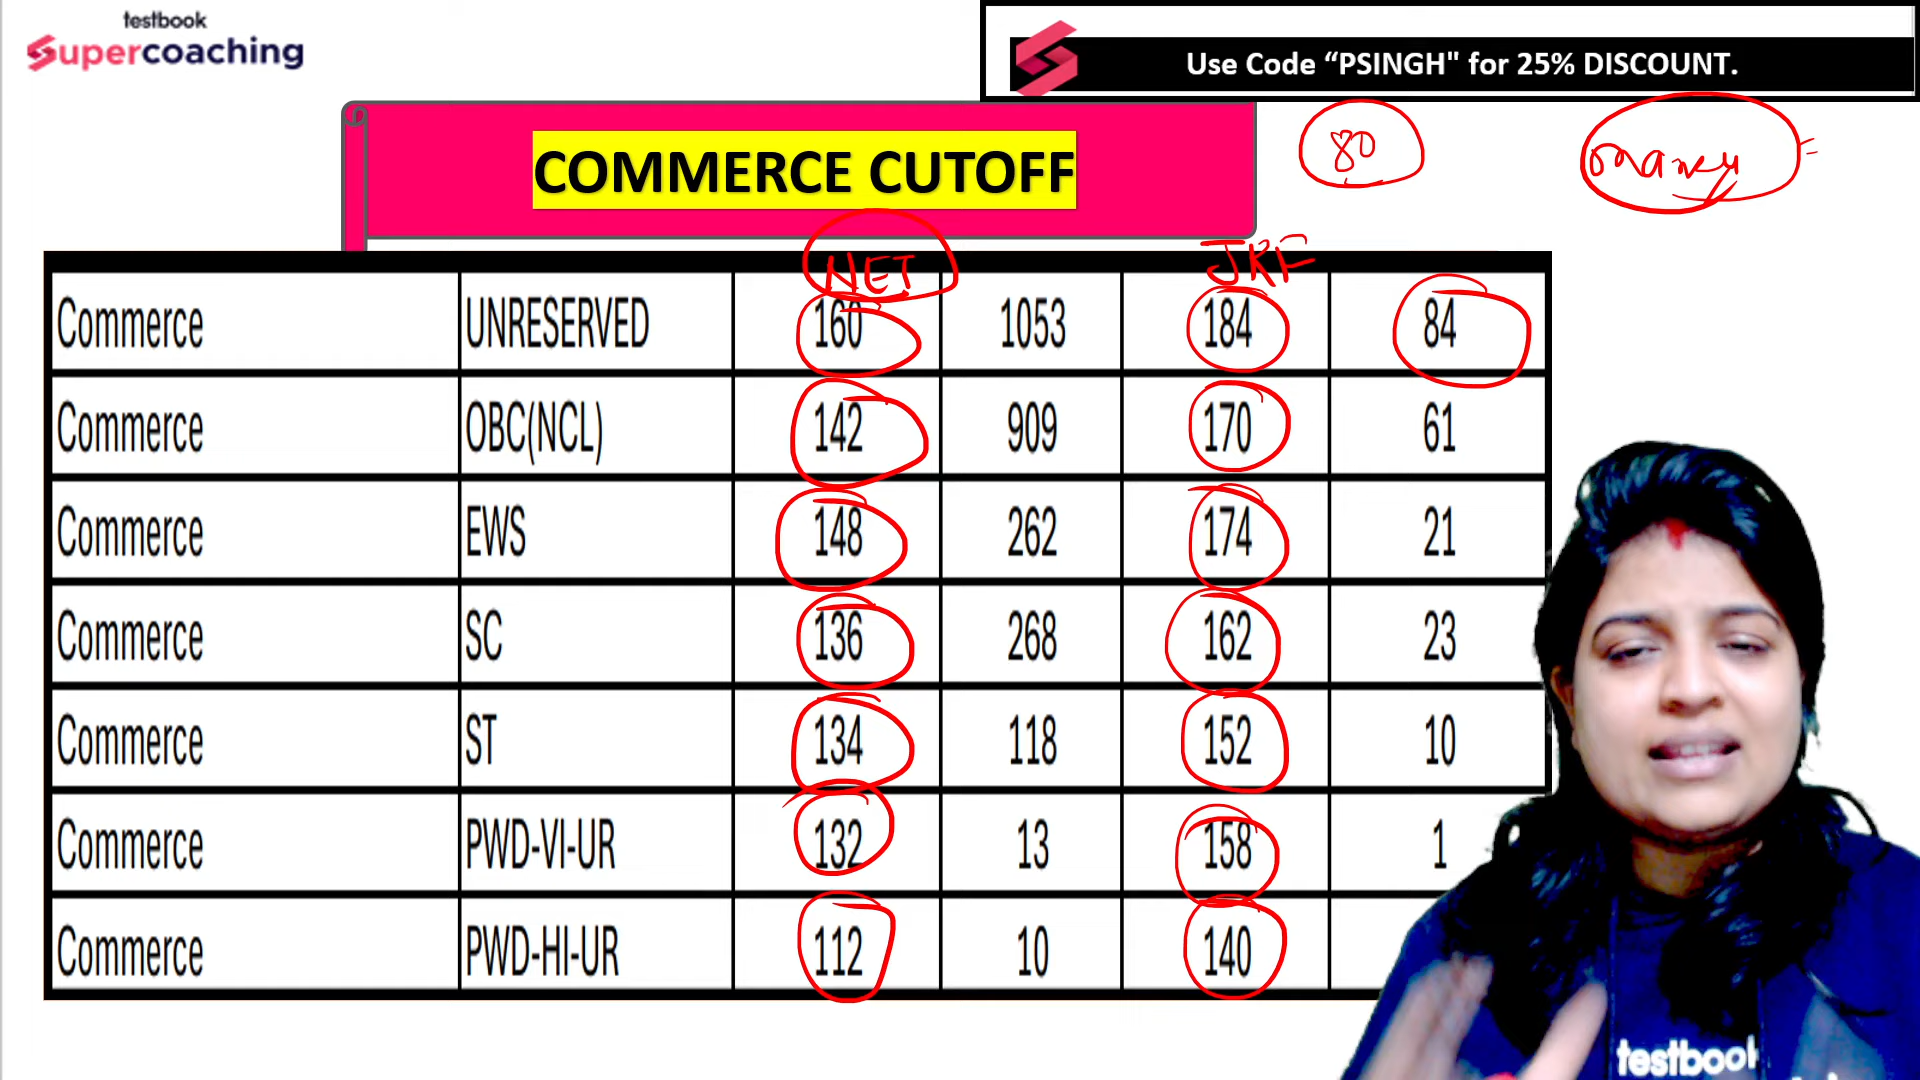 testbook
Supercoaching
Use Code “PSINGH" for 25% DISCOUNT.
COMMERCE CUTOFF
80
NET
JRF
Commerce UNRESERVED 160 1053 184 84
Commerce OBC(NCL) 142 909 170 61
Commerce EWS 148 262 174 21
Commerce SC 136 268 162 23
Commerce ST 134 118 152 10
Commerce PWD-VI-UR 132 13 158 1
Commerce PWD-HI-UR 112 10 140
testbook